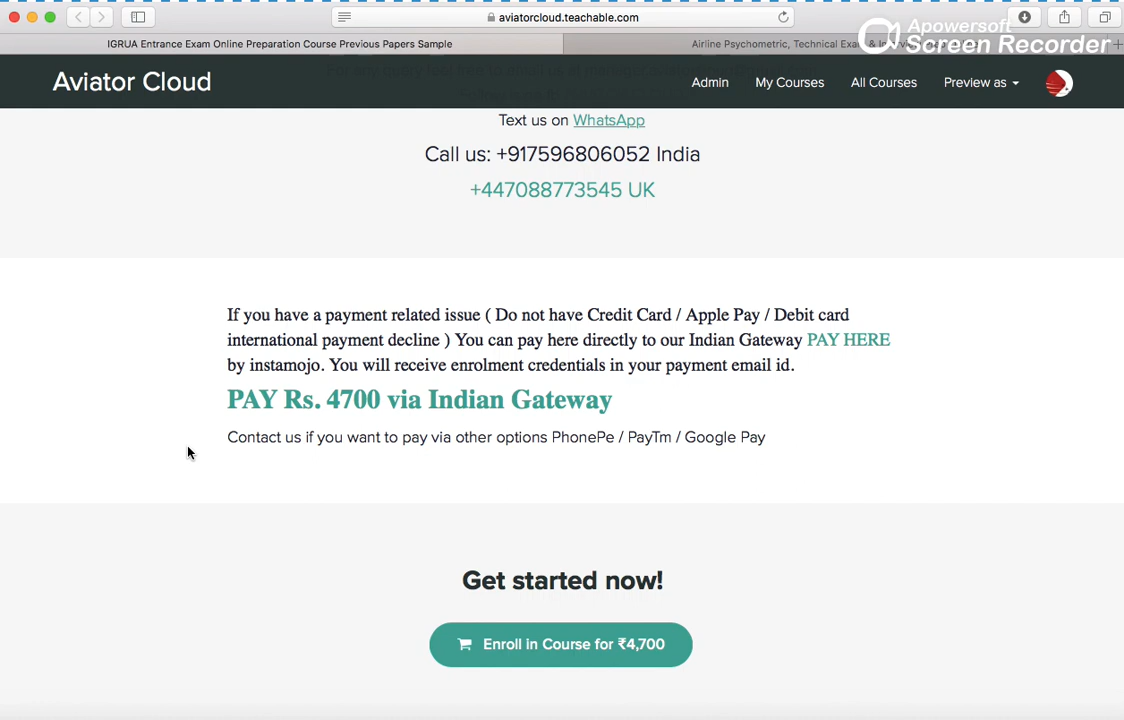 aviatorcloud.teachable.com
Apowersoft
Screen Recorder
IGRUA Entrance Exam Online Preparation Course Previous Papers Sample
Airline Psychometric, Technical Exam &
Aviator Cloud
Admin
My Courses
All Courses
Preview as
Text us on WhatsApp
Call us: +917596806052 India
+447088773545 UK
If you have a payment related issue ( Do not have Credit Card / Apple Pay / Debit card
international payment decline ) You can pay here directly to our Indian Gateway PAY HERE
by instamojo. You will receive enrolment credentials in your payment email id.
PAY Rs. 4700 via Indian Gateway
Contact us if you want to pay via other options PhonePe / PayTm / Google Pay
Get started now!
Enroll in Course for ₹4,700